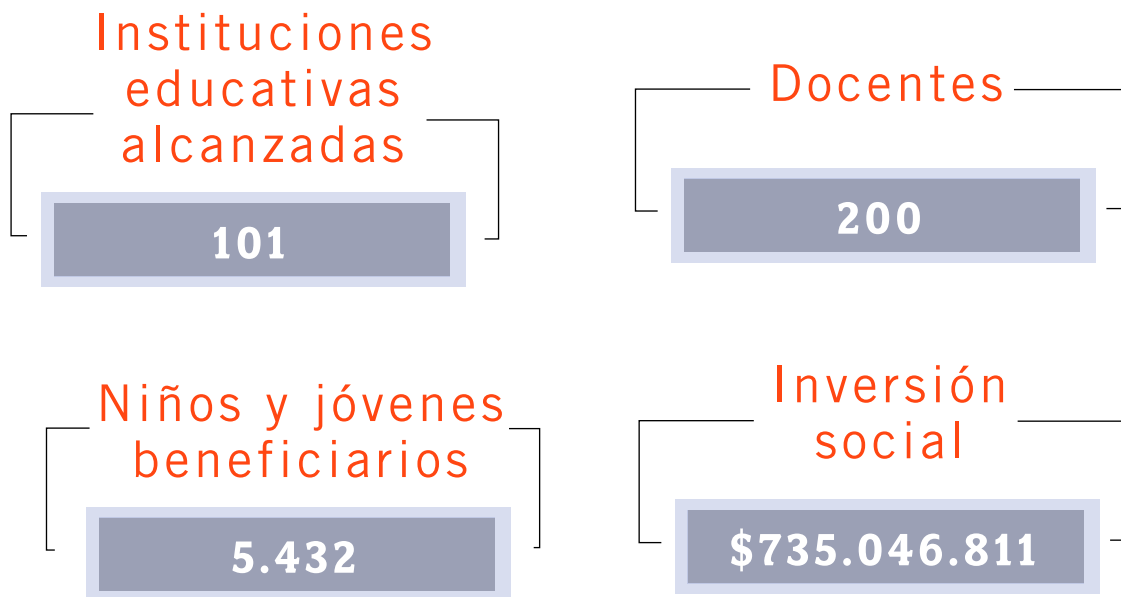 Instituciones
educativas
alcanzadas
101
Docentes
200
Niños y jóvenes
beneficiarios
5.432
Inversión
social
$735.046.811